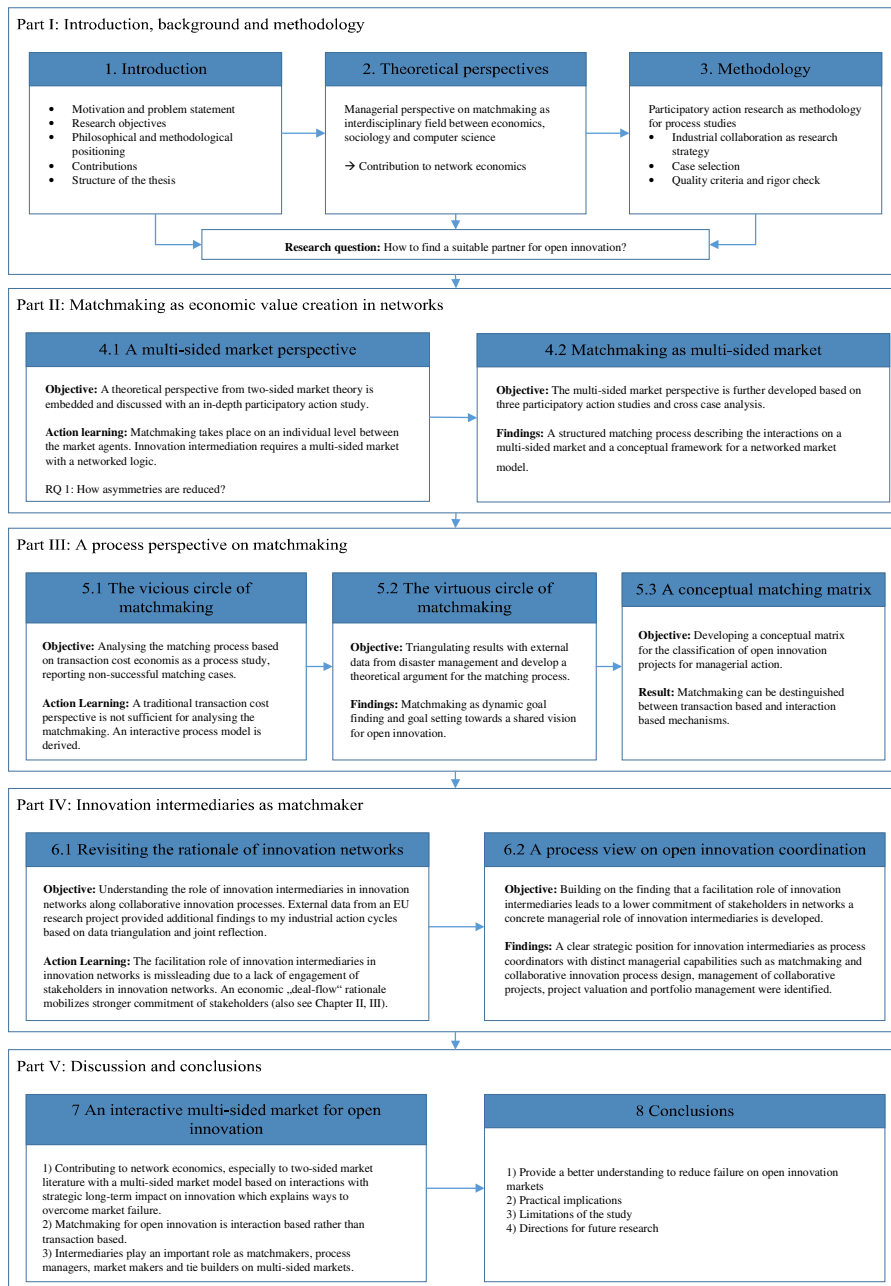 Part I: Introduction, background and methodology
1. Introduction
• Motivation and problem statement
• Research objectives
• Philosophical and methodological
positioning
• Contributions
• Structure of the thesis
2. Theoretical perspectives
Managerial perspective on matchmaking as
interdisciplinary field between economics,
sociology and computer science
→ Contribution to network economics
3. Methodology
Participatory action research as methodology
for process studies
• Industrial collaboration as research
strategy
• Case selection
• Quality criteria and rigor check
Research question: How to find a suitable partner for open innovation?
Part II: Matchmaking as economic value creation in networks
4.1 A multi-sided market perspective
Objective: A theoretical perspective from two-sided market theory is
embedded and discussed with an in-depth participatory action study.
Action learning: Matchmaking takes place on an individual level between
the market agents. Innovation intermediation requires a multi-sided market
with a networked logic.
RQ 1: How asymmetries are reduced?
4.2 Matchmaking as multi-sided market
Objective: The multi-sided market perspective is further developed based on
three participatory action studies and cross case analysis.
Findings: A structured matching process describing the interactions on a
multi-sided market and a conceptual framework for a networked market
model.
Part III: A process perspective on matchmaking
5.1 The vicious circle of
matchmaking
Objective: Analysing the matching process based
on transaction cost economis as a process study,
reporting non-successful matching cases.
Action Learning: A traditional transaction cost
perspective is not sufficient for analysing the
matchmaking. An interactive process model is
derived.
5.2 The virtuous circle of
matchmaking
Objective: Triangulating results with external
data from disaster management and develop a
theoretical argument for the matching process.
Findings: Matchmaking as dynamic goal
finding and goal setting towards a shared vision
for open innovation.
5.3 A conceptual matching matrix
Objective: Developing a conceptual matrix
for the classification of open innovation
projects for managerial action.
Result: Matchmaking can be destinguished
between transaction based and interaction
based mechanisms.
Part IV: Innovation intermediaries as matchmaker
6.1 Revisiting the rationale of innovation networks
Objective: Understanding the role of innovation intermediaries in innovation
networks along collaborative innovation processes. External data from an EU
research project provided additional findings to my industrial action cycles
based on data triangulation and joint reflection.
Action Learning: The facilitation role of innovation intermediaries in
innovation networks is missleading due to a lack of engagement of
stakeholders in innovation networks. An economic „deal-flow“ rationale
mobilizes stronger commitment of stakeholders (also see Chapter II, III).
6.2 A process view on open innovation coordination
Objective: Building on the finding that a facilitation role of innovation
intermediaries leads to a lower commitment of stakeholders in networks a
concrete managerial role of innovation intermediaries is developed.
Findings: A clear strategic position for innovation intermediaries as process
coordinators with distinct managerial capabilities such as matchmaking and
collaborative innovation process design, management of collaborative
projects, project valuation and portfolio management were identified.
Part V: Discussion and conclusions
7 An interactive multi-sided market for open
innovation
1) Contributing to network economics, especially to two-sided market
literature with a multi-sided market model based on interactions with
strategic long-term impact on innovation which explains ways to
overcome market failure.
2) Matchmaking for open innovation is interaction based rather than
transaction based.
3) Intermediaries play an important role as matchmakers, process
managers, market makers and tie builders on multi-sided markets.
8 Conclusions
1) Provide a better understanding to reduce failure on open innovation
markets
2) Practical implications
3) Limitations of the study
4) Directions for future research